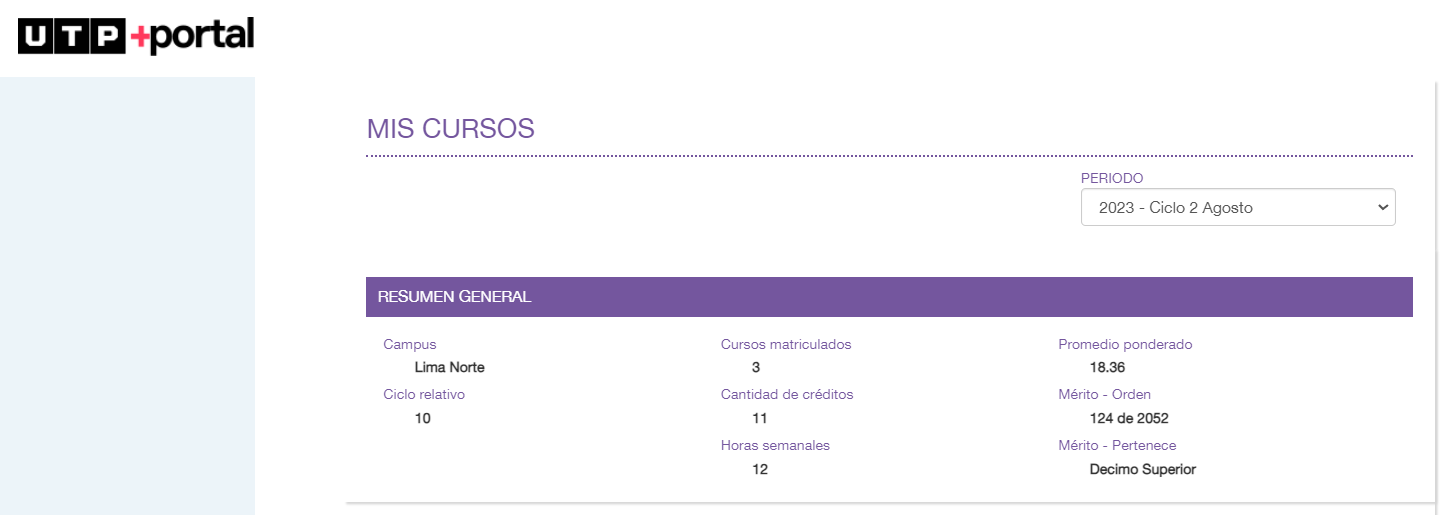 UTP+portal
MIS CURSOS
PERIODO
2023 - Ciclo 2 Agosto
RESUMEN GENERAL
Campus
Lima Norte
Ciclo relativo
10
Cursos matriculados
3
Cantidad de créditos
11
Horas semanales
12
Promedio ponderado
18.36
Mérito - Orden
124 de 2052
Mérito - Pertenece
Decimo Superior